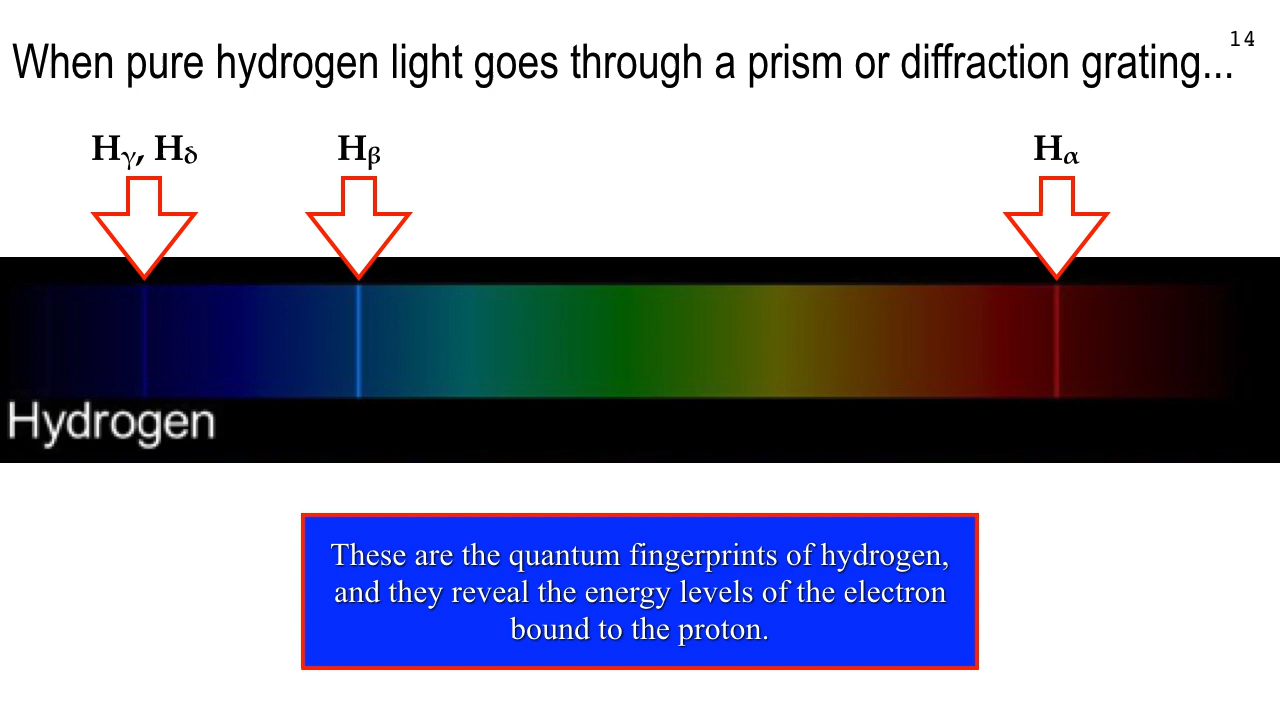 14
When pure hydrogen light goes through a prism or diffraction grating...
Hγ, Hδ
Hβ
Hα
Hydrogen
These are the quantum fingerprints of hydrogen,
and they reveal the energy levels of the electron
bound to the proton.